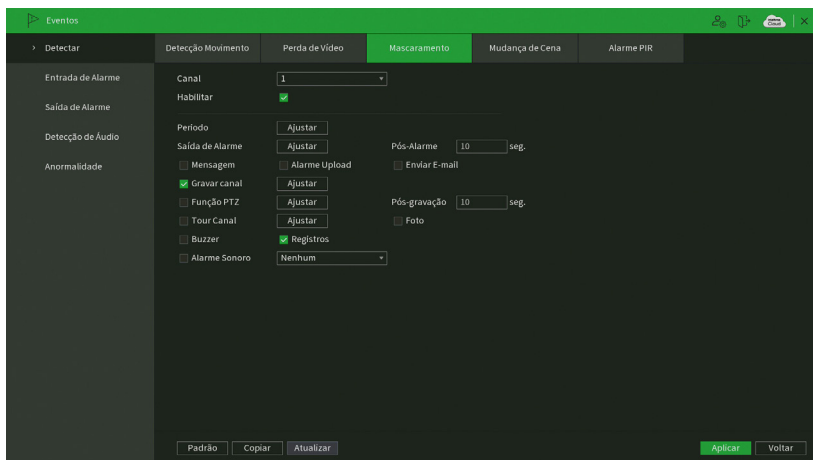 Eventos
Detectar
Detecção Movimento
Perda de Vídeo
Mascaramento
Mudança de Cena
Alarme PIR
Entrada de Alarme
Saída de Alarme
Detecção de Áudio
Anormalidade
Canal 1
Habilitar
Periodo Ajustar
Saída de Alarme Ajustar Pós-Alarme 10 seg.
Mensagem Alarme Upload Enviar E-mail
Gravar canal Ajustar
Função PTZ Ajustar Pós-gravação 10 seg.
Tour Canal Ajustar Foto
Buzzer Registros
Alarme Sonoro Nenhum
Padrão Copiar Atualizar Aplicar Voltar